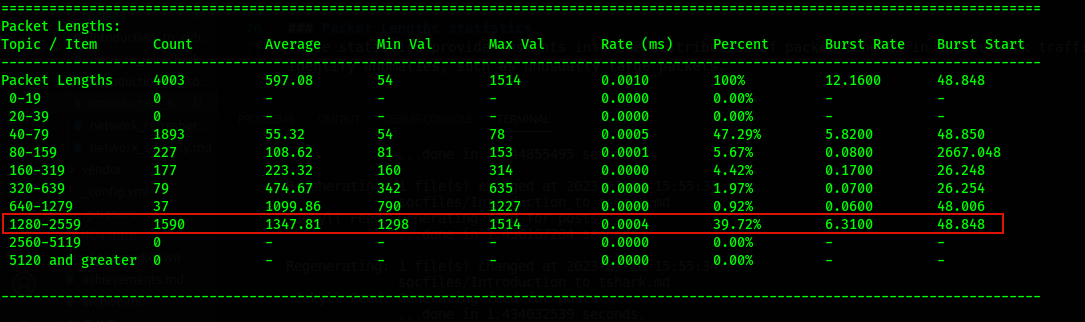 ===================================================================================================================================
Packet Lengths:
Topic / Item       Count         Average       Min Val       Max Val       Rate (ms)     Percent       Burst Rate    Burst Start
-----------------------------------------------------------------------------------------------------------------------------------
Packet Lengths     4003          597.08        54            1514          0.0010        100%          12.1600       48.848
 0-19              0             -             -             -             0.0000        0.00%         -             -
 20-39             0             -             -             -             0.0000        0.00%         -             -
 40-79             1893          55.32         54            78            0.0005        47.29%        5.8200        48.850
 80-159            227           108.62        81            153           0.0001        5.67%         0.0800        2667.048
 160-319           177           223.32        160           314           0.0000        4.42%         0.1700        26.248
 320-639           79            474.67        342           635           0.0000        1.97%         0.0700        26.254
 640-1279          37            1099.86       790           1227          0.0000        0.92%         0.0600        48.006
 1280-2559         1590          1347.81       1298          1514          0.0004        39.72%        6.3100        48.848
 2560-5119         0             -             -             -             0.0000        0.00%         -             -
 5120 and greater  0             -             -             -             0.0000        0.00%         -             -
-----------------------------------------------------------------------------------------------------------------------------------